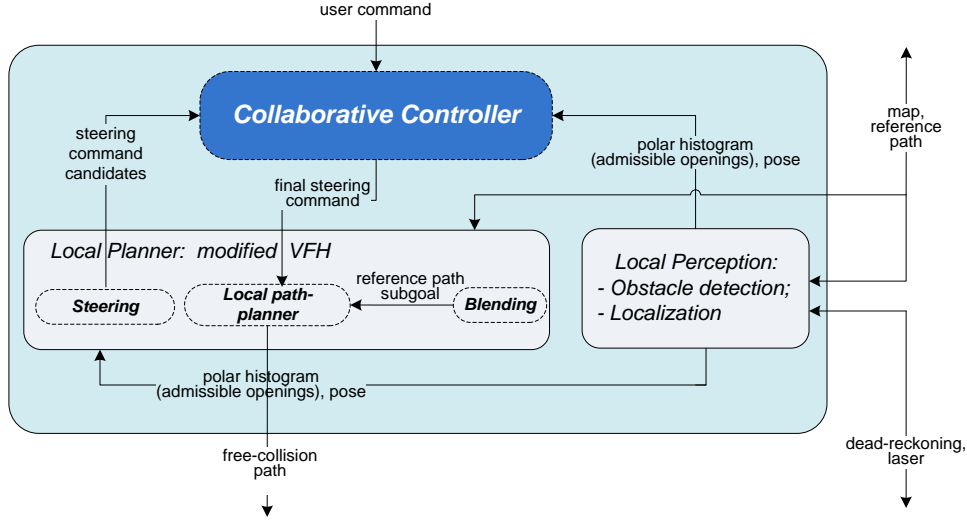 user command
Collaborative Controller
map,
reference
path
steering
command
candidates
polar histogram
(admissible openings), pose
final steering
command
Local Planner: modified VFH
Steering
Local path-
planner
reference path
subgoal
Blending
Local Perception:
- Obstacle detection;
- Localization
polar histogram
(admissible openings), pose
free-collision
path
dead-reckoning,
laser